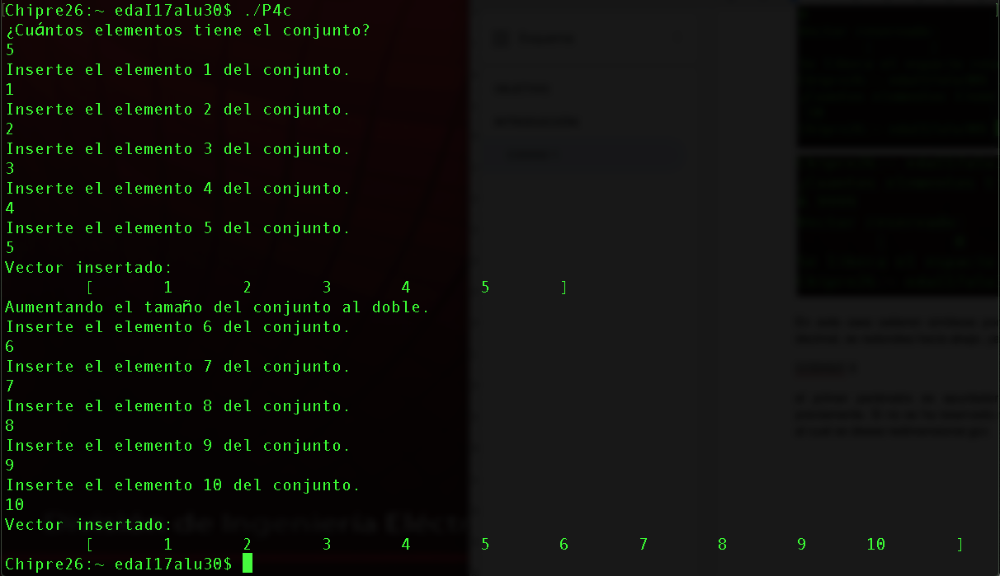 Chipre26:~ edaI17alu30$ ./P4c
¿Cuántos elementos tiene el conjunto?
5
Inserte el elemento 1 del conjunto.
1
Inserte el elemento 2 del conjunto.
2
Inserte el elemento 3 del conjunto.
3
Inserte el elemento 4 del conjunto.
4
Inserte el elemento 5 del conjunto.
5
Vector insertado:
[ 1 2 3 4 5 ]
Aumentando el tamaño del conjunto al doble.
Inserte el elemento 6 del conjunto.
6
Inserte el elemento 7 del conjunto.
7
Inserte el elemento 8 del conjunto.
8
Inserte el elemento 9 del conjunto.
9
Inserte el elemento 10 del conjunto.
10
Vector insertado:
[ 1 2 3 4 5 6 7 8 9 10 ]
Chipre26:~ edaI17alu30$